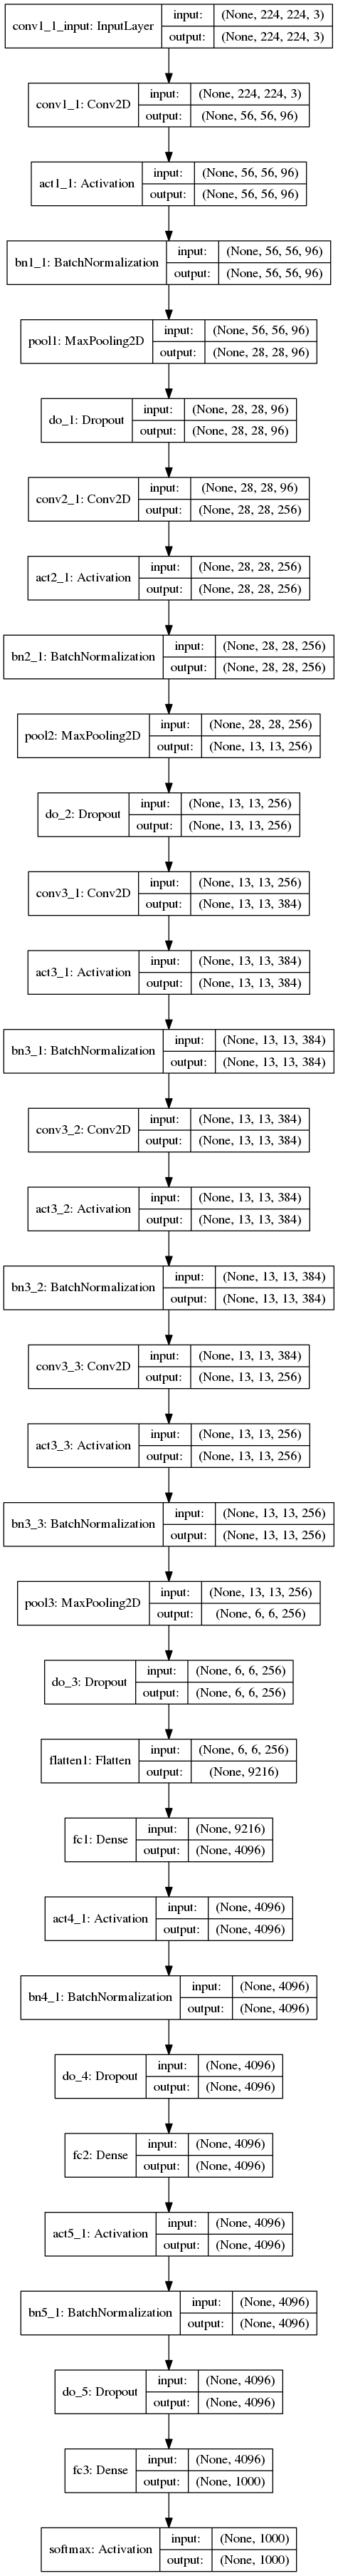 conv1_1_input: InputLayer
input: (None, 224, 224, 3)
output: (None, 224, 224, 3)
conv1_1: Conv2D
input: (None, 224, 224, 3)
output: (None, 56, 56, 96)
act1_1: Activation
input: (None, 56, 56, 96)
output: (None, 56, 56, 96)
bn1_1: BatchNormalization
input: (None, 56, 56, 96)
output: (None, 56, 56, 96)
pool1: MaxPooling2D
input: (None, 56, 56, 96)
output: (None, 28, 28, 96)
do_1: Dropout
input: (None, 28, 28, 96)
output: (None, 28, 28, 96)
conv2_1: Conv2D
input: (None, 28, 28, 96)
output: (None, 28, 28, 256)
act2_1: Activation
input: (None, 28, 28, 256)
output: (None, 28, 28, 256)
bn2_1: BatchNormalization
input: (None, 28, 28, 256)
output: (None, 28, 28, 256)
pool2: MaxPooling2D
input: (None, 28, 28, 256)
output: (None, 13, 13, 256)
do_2: Dropout
input: (None, 13, 13, 256)
output: (None, 13, 13, 256)
conv3_1: Conv2D
input: (None, 13, 13, 256)
output: (None, 13, 13, 384)
act3_1: Activation
input: (None, 13, 13, 384)
output: (None, 13, 13, 384)
bn3_1: BatchNormalization
input: (None, 13, 13, 384)
output: (None, 13, 13, 384)
conv3_2: Conv2D
input: (None, 13, 13, 384)
output: (None, 13, 13, 384)
act3_2: Activation
input: (None, 13, 13, 384)
output: (None, 13, 13, 384)
bn3_2: BatchNormalization
input: (None, 13, 13, 384)
output: (None, 13, 13, 384)
conv3_3: Conv2D
input: (None, 13, 13, 384)
output: (None, 13, 13, 256)
act3_3: Activation
input: (None, 13, 13, 256)
output: (None, 13, 13, 256)
bn3_3: BatchNormalization
input: (None, 13, 13, 256)
output: (None, 13, 13, 256)
pool3: MaxPooling2D
input: (None, 13, 13, 256)
output: (None, 6, 6, 256)
do_3: Dropout
input: (None, 6, 6, 256)
output: (None, 6, 6, 256)
flatten1: Flatten
input: (None, 6, 6, 256)
output: (None, 9216)
fc1: Dense
input: (None, 9216)
output: (None, 4096)
act4_1: Activation
input: (None, 4096)
output: (None, 4096)
bn4_1: BatchNormalization
input: (None, 4096)
output: (None, 4096)
do_4: Dropout
input: (None, 4096)
output: (None, 4096)
fc2: Dense
input: (None, 4096)
output: (None, 4096)
act5_1: Activation
input: (None, 4096)
output: (None, 4096)
bn5_1: BatchNormalization
input: (None, 4096)
output: (None, 4096)
do_5: Dropout
input: (None, 4096)
output: (None, 4096)
fc3: Dense
input: (None, 4096)
output: (None, 1000)
softmax: Activation
input: (None, 1000)
output: (None, 1000)